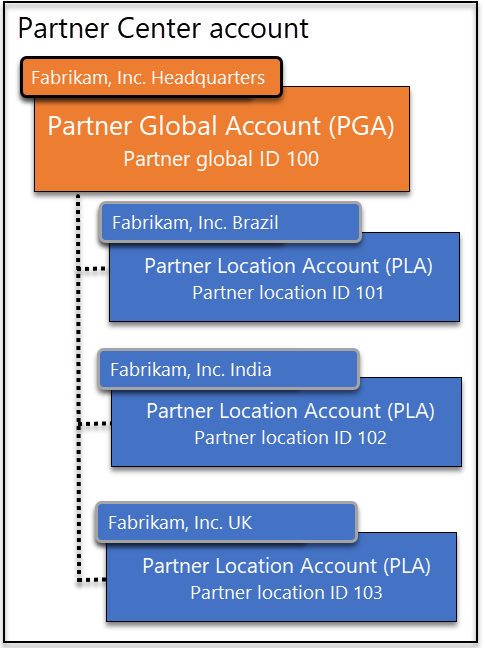 Partner Center account
Fabrikam, Inc. Headquarters
Partner Global Account (PGA)
Partner global ID 100
Fabrikam, Inc. Brazil
Partner Location Account (PLA)
Partner location ID 101
Fabrikam, Inc. India
Partner Location Account (PLA)
Partner location ID 102
Fabrikam, Inc. UK
Partner Location Account (PLA)
Partner location ID 103